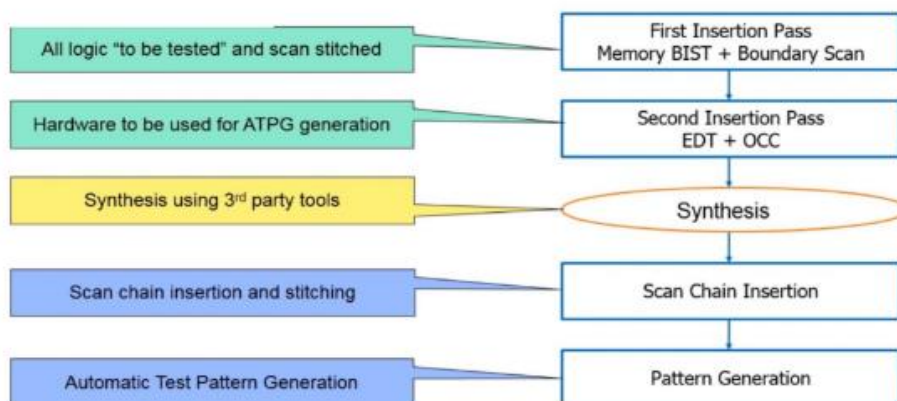 All logic “to be tested” and scan stitched
First Insertion Pass
Memory BIST + Boundary Scan
Hardware to be used for ATPG generation
Second Insertion Pass
EDT + OCC
Synthesis using 3rd party tools
Synthesis
Scan chain insertion and stitching
Scan Chain Insertion
Automatic Test Pattern Generation
Pattern Generation